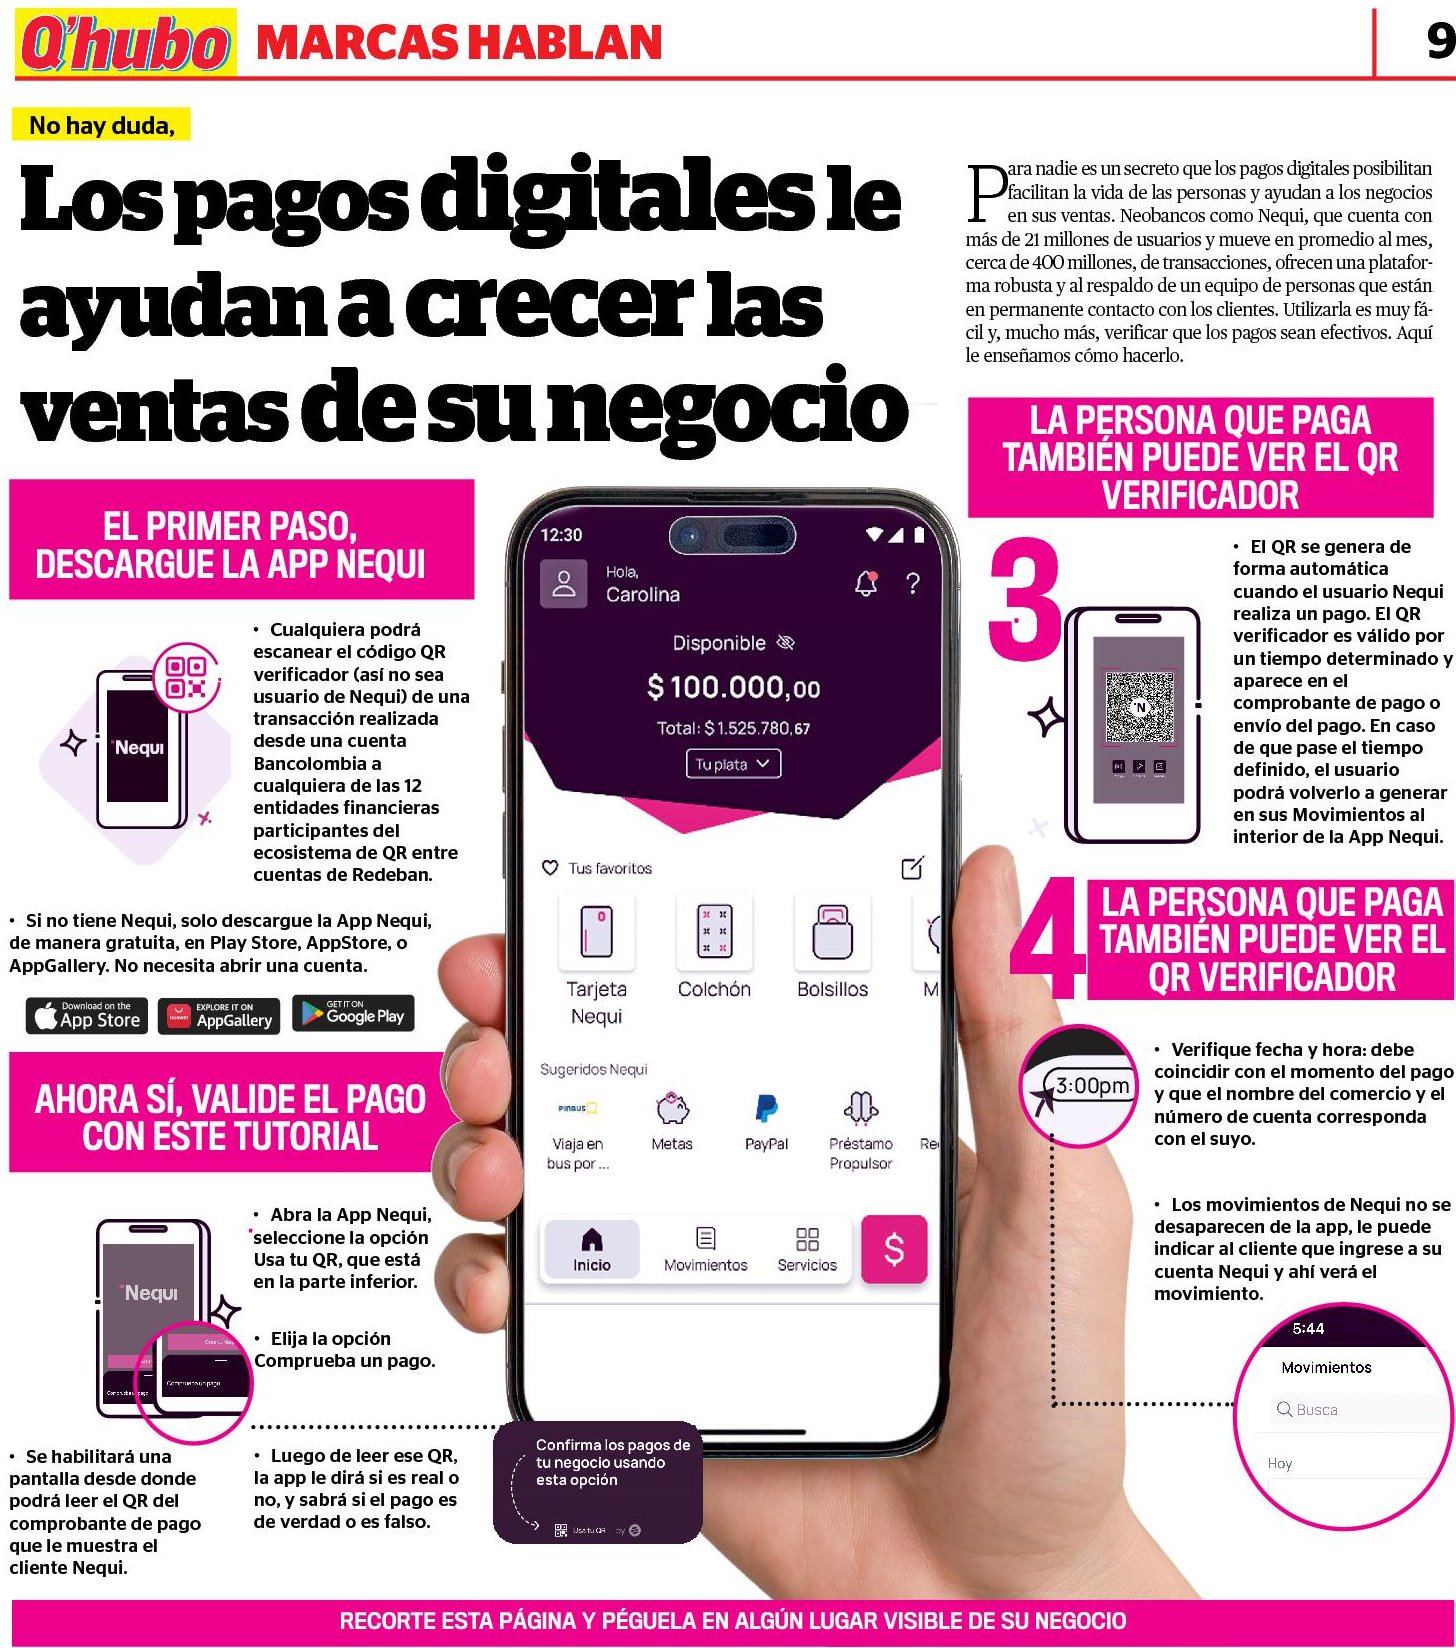 Q'hubo
MARCAS HABLAN
9
No hay duda,
Los pagos digitales le
ayudan a crecer las
ventas de su negocio
Para nadie es un secreto que los pagos digitales posibilitan
facilitan la vida de las personas y ayudan a los negocios
en sus ventas. Neobancos como Nequi, que cuenta con
más de 21 millones de usuarios y mueve en promedio al mes,
cerca de 400 millones, de transacciones, ofrecen una platafor-
ma robusta y al respaldo de un equipo de personas que están
en permanente contacto con los clientes. Utilizarla es muy fá-
cil y, mucho más, verificar que los pagos sean efectivos. Aquí
le enseñamos cómo hacerlo.
EL PRIMER PASO,
DESCARGUE LA APP NEQUI
Nequi
• Cualquiera podrá
escanear el código QR
verificador (así no sea
usuario de Nequi) de una
transacción realizada
desde una cuenta
Bancolombia a
cualquiera de las 12
entidades financieras
participantes del
ecosistema de QR entre
cuentas de Redeban.
• Si no tiene Nequi, solo descargue la App Nequi,
de manera gratuita, en Play Store, AppStore, o
AppGallery. No necesita abrir una cuenta.
Download on the
App Store
HUAWEI
EXPLORE IT ON
AppGallery
GET IT ON
Google Play
AHORA SÍ, VALIDE EL PAGO
CON ESTE TUTORIAL
Nequi
Comprueba un pago
Comprueba un pago
• Abra la App Nequi,
seleccione la opción
Usa tu QR, que está
en la parte inferior.
• Elija la opción
Comprueba un pago.
• Se habilitará una
pantalla desde donde
podrá leer el QR del
comprobante de pago
que le muestra el
cliente Nequi.
• Luego de leer ese QR,
la app le dirá si es real o
no, y sabrá si el pago es
de verdad o es falso.
12:30
Hola,
Carolina
?
Disponible
$ 100.000,00
Total: $ 1.525.780,67
Tu plata
Tus favoritos
Tarjeta
Nequi
Colchón
Bolsillos
M
Sugeridos Nequi
PINBUS
Viaja en
bus por ...
Metas
PayPal
Préstamo
Propulsor
Re
Inicio
Movimientos
Servicios
$
Confirma los pagos de
tu negocio usando
esta opción
Usa tu QR by
LA PERSONA QUE PAGA
TAMBIÉN PUEDE VER EL QR
VERIFICADOR
3
N
• El QR se genera de
forma automática
cuando el usuario Nequi
realiza un pago. El QR
verificador es válido por
un tiempo determinado y
aparece en el
comprobante de pago o
envío del pago. En caso
de que pase el tiempo
definido, el usuario
podrá volverlo a generar
en sus Movimientos al
interior de la App Nequi.
4
LA PERSONA QUE PAGA
TAMBIÉN PUEDE VER EL
QR VERIFICADOR
3:00pm
• Verifique fecha y hora: debe
coincidir con el momento del pago
y que el nombre del comercio y el
número de cuenta corresponda
con el suyo.
• Los movimientos de Nequi no se
desaparecen de la app, le puede
indicar al cliente que ingrese a su
cuenta Nequi y ahí verá el
movimiento.
5:44
Movimientos
Busca
Hoy
RECORTE ESTA PÁGINA Y PÉGUELA EN ALGÚN LUGAR VISIBLE DE SU NEGOCIO